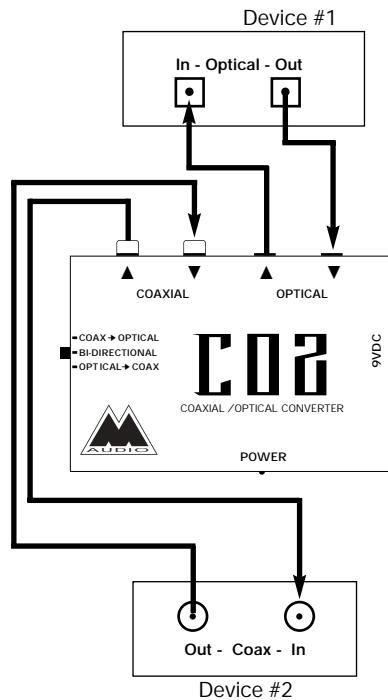 Device #1
In - Optical - Out
COAXIAL
OPTICAL
COAX → OPTICAL
BI-DIRECTIONAL
OPTICAL → COAX
CO2
COAXIAL /OPTICAL CONVERTER
9VDC
M
AUDIO
POWER
Out - Coax - In
Device #2